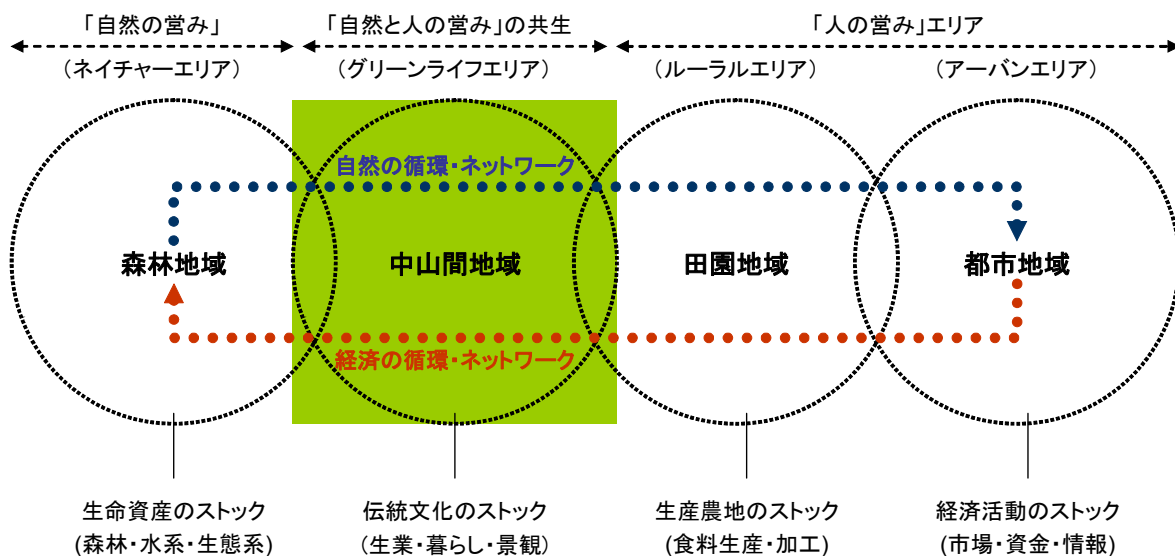 「自然の営み」
「自然と人の営み」の共生
「人の営み」エリア
（ネイチャーエリア）
（グリーンライフエリア）
（ルーラルエリア）
（アーバンエリア）
自然の循環・ネットワーク
森林地域
中山間地域
田園地域
都市地域
経済の循環・ネットワーク
生命資産のストック
(森林・水系・生態系)
伝統文化のストック
(生業・暮らし・景観）
生産農地のストック
(食料生産・加工)
経済活動のストック
(市場・資金・情報)